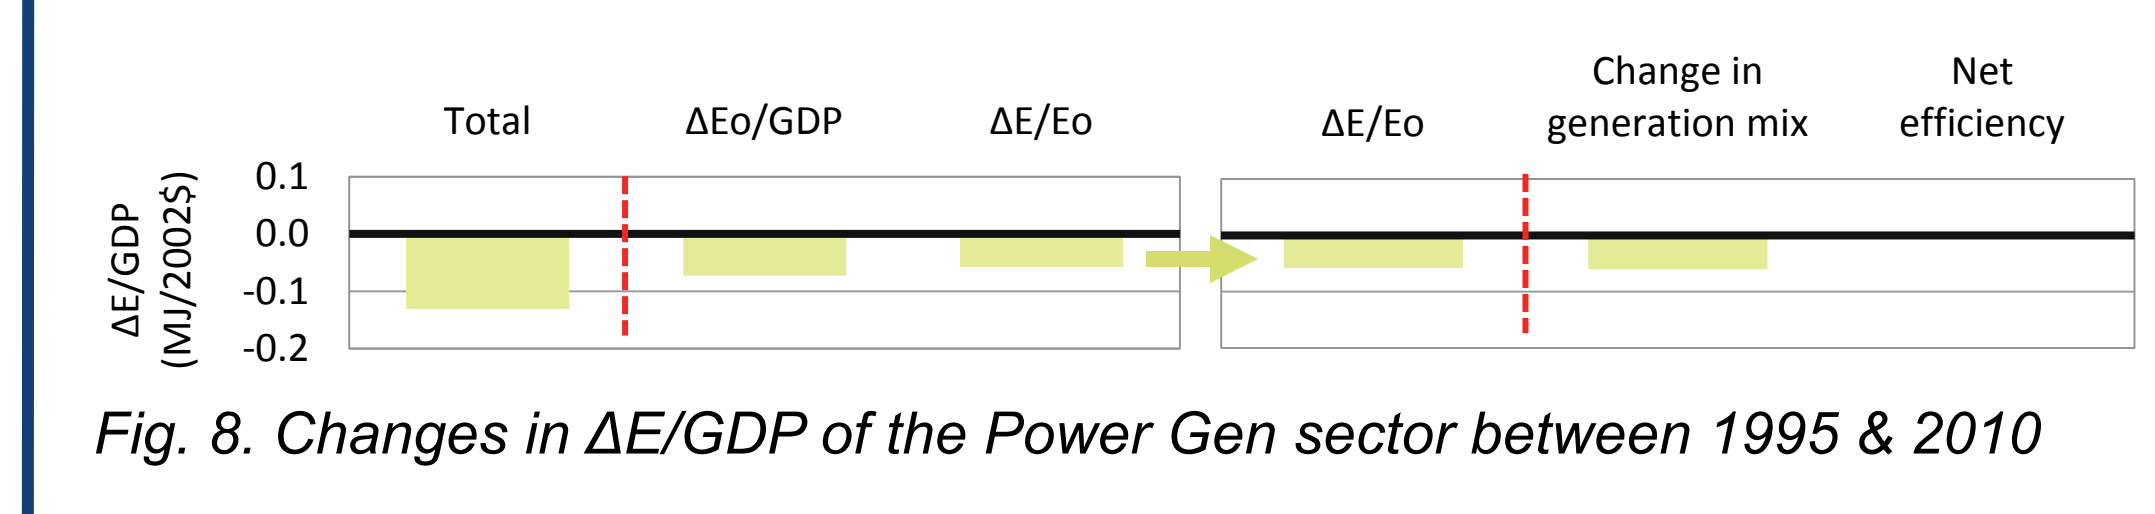 Total
ΔEo/GDP
ΔE/Eo
ΔE/Eo
Change in
generation mix
Net
efficiency
ΔE/GDP
(MJ/2002$)
0.1
0.0
-0.1
-0.2
Fig. 8. Changes in ΔE/GDP of the Power Gen sector between 1995 & 2010